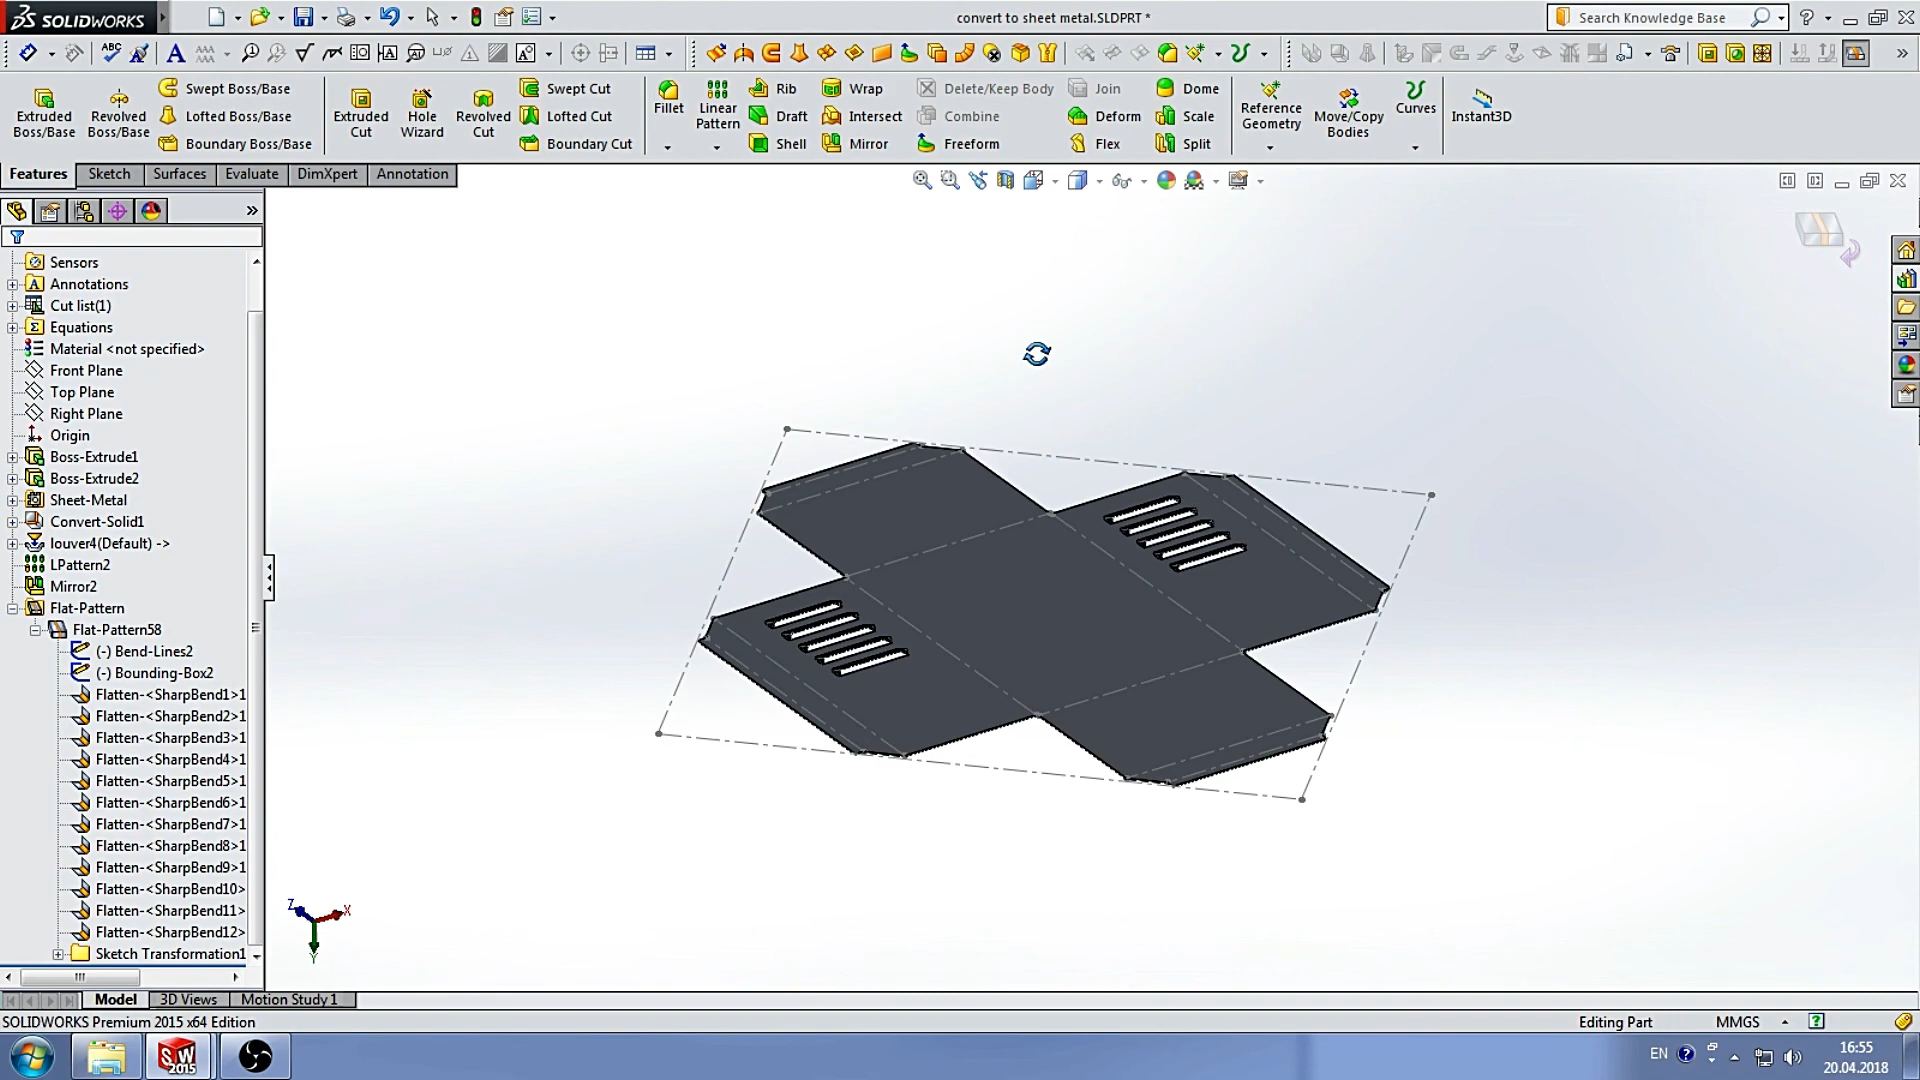 SOLIDWORKS
convert to sheet metal.SLDPRT *
Search Knowledge Base
Extruded Boss/Base
Revolved Boss/Base
Swept Boss/Base
Lofted Boss/Base
Boundary Boss/Base
Extruded Cut
Hole Wizard
Revolved Cut
Swept Cut
Lofted Cut
Boundary Cut
Fillet
Linear Pattern
Rib
Draft
Shell
Wrap
Intersect
Mirror
Delete/Keep Body
Combine
Freeform
Join
Deform
Flex
Dome
Scale
Split
Reference Geometry
Move/Copy Bodies
Curves
Instant3D
Features
Sketch
Surfaces
Evaluate
DimXpert
Annotation
Sensors
Annotations
Cut list(1)
Equations
Material <not specified>
Front Plane
Top Plane
Right Plane
Origin
Boss-Extrude1
Boss-Extrude2
Sheet-Metal
Convert-Solid1
louver4(Default) ->
LPattern2
Mirror2
Flat-Pattern
Flat-Pattern58
(-) Bend-Lines2
(-) Bounding-Box2
Flatten-<SharpBend1>1
Flatten-<SharpBend2>1
Flatten-<SharpBend3>1
Flatten-<SharpBend4>1
Flatten-<SharpBend5>1
Flatten-<SharpBend6>1
Flatten-<SharpBend7>1
Flatten-<SharpBend8>1
Flatten-<SharpBend9>1
Flatten-<SharpBend10>
Flatten-<SharpBend11>
Flatten-<SharpBend12>
Sketch Transformation1
Z
X
Y
Model
3D Views
Motion Study 1
SOLIDWORKS Premium 2015 x64 Edition
Editing Part
MMGS
SW
2015
EN
16:55
20.04.2018